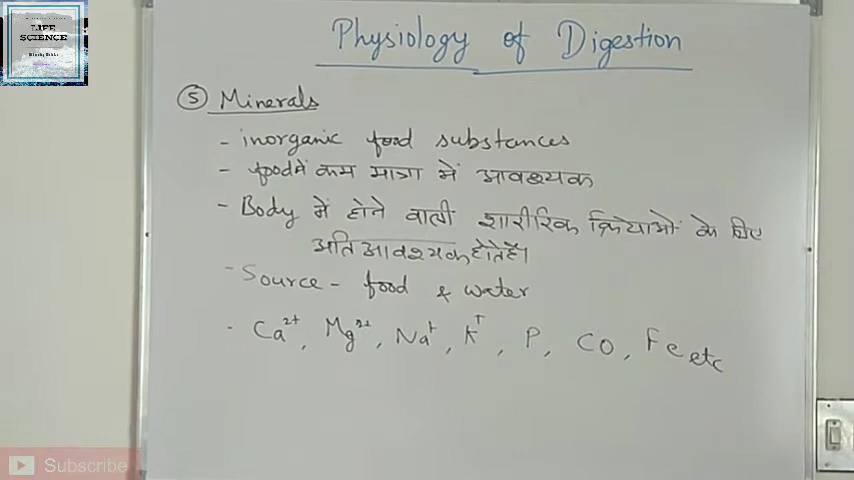 LIFE
SCIENCE
Physiology of Digestion
⑤ Minerals
- inorganic food substances
- food में कम मात्रा में आवश्यक
- Body में होने वाली शारीरिक क्रियाओं के लिए
अति आवश्यक होते हैं।
- Source - food & water
- Ca²⁺, Mg²⁺, Na⁺, K⁺, P, CO, Fe etc
Subscribe